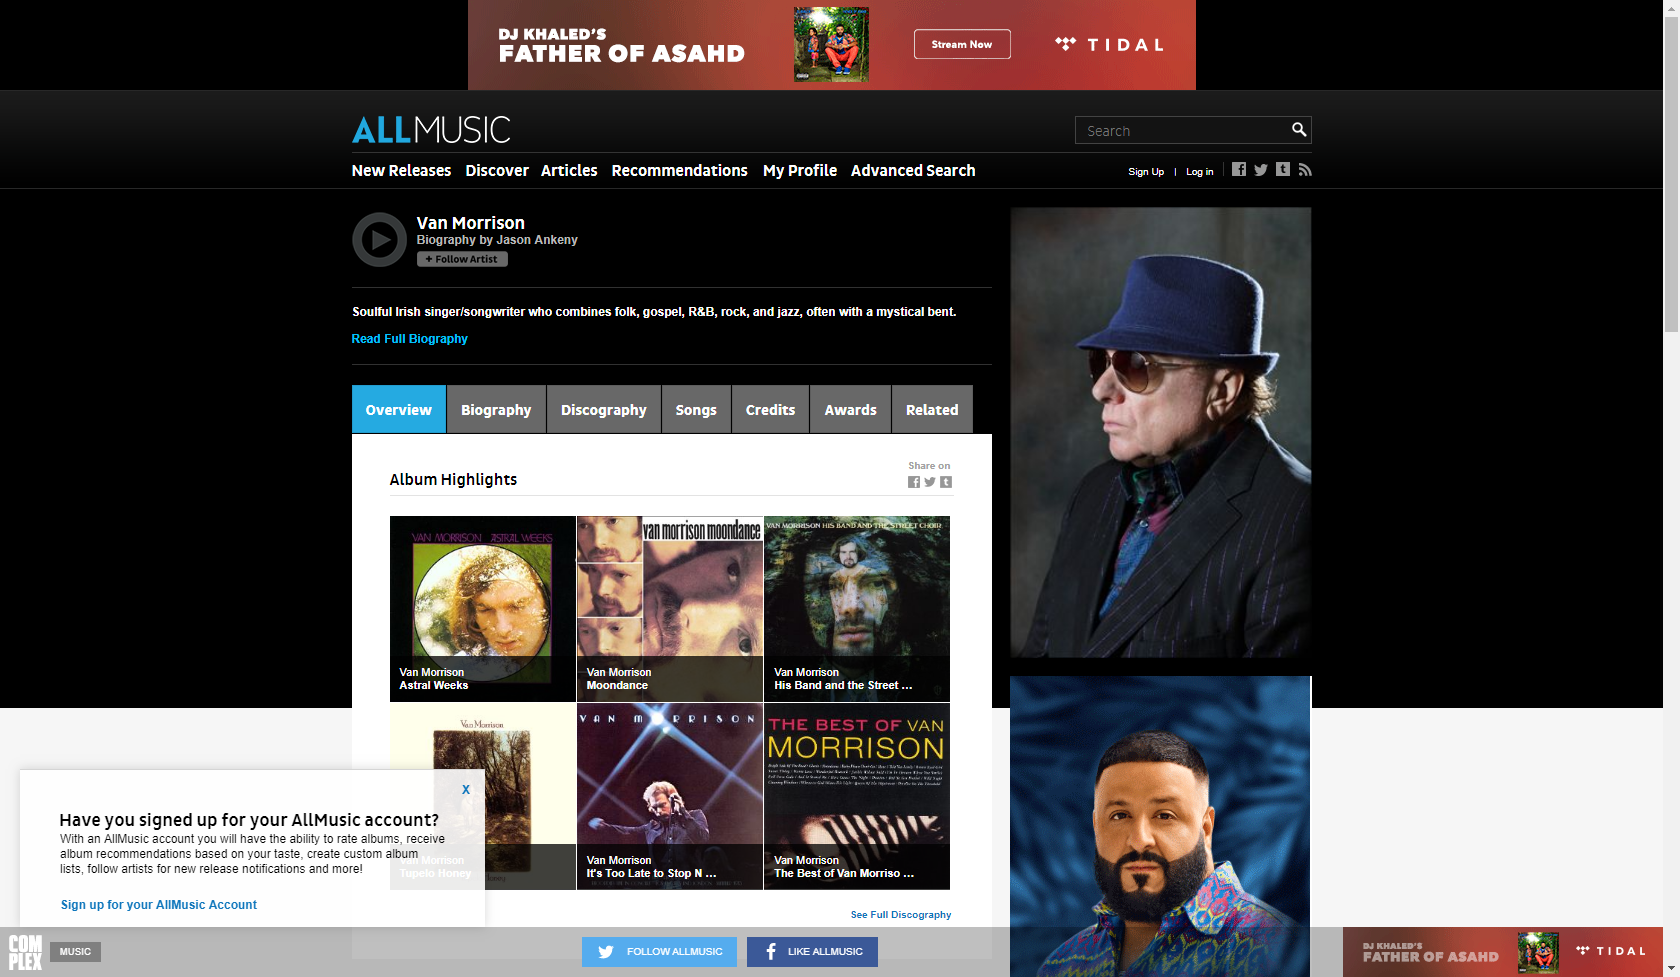 DJ KHALED'S
FATHER OF ASAHD
Stream Now
TIDAL
ALLMUSIC
Search
New Releases Discover Articles Recommendations My Profile Advanced Search
Sign Up | Log in
Van Morrison
Biography by Jason Ankeny
+ Follow Artist
Soulful Irish singer/songwriter who combines folk, gospel, R&B, rock, and jazz, often with a mystical bent.
Read Full Biography
Overview Biography Discography Songs Credits Awards Related
Share on
Album Highlights
VAN MORRISON ASTRAL WEEKS
van morrison moondance
VAN MORRISON HIS BAND AND THE STREET CHOIR
Van Morrison
Astral Weeks
Van Morrison
Moondance
Van Morrison
His Band and the Street ...
Van Morrison
VAN MORRISON
THE BEST OF VAN
MORRISON
Van Morrison
Tupelo Honey
Van Morrison
It's Too Late to Stop N ...
Van Morrison
The Best of Van Morriso ...
X
Have you signed up for your AllMusic account?
With an AllMusic account you will have the ability to rate albums, receive
album recommendations based on your taste, create custom album
lists, follow artists for new release notifications and more!
Sign up for your AllMusic Account
See Full Discography
COMPLEX
MUSIC
FOLLOW ALLMUSIC
LIKE ALLMUSIC
DJ KHALED'S
FATHER OF ASAHD
TIDAL